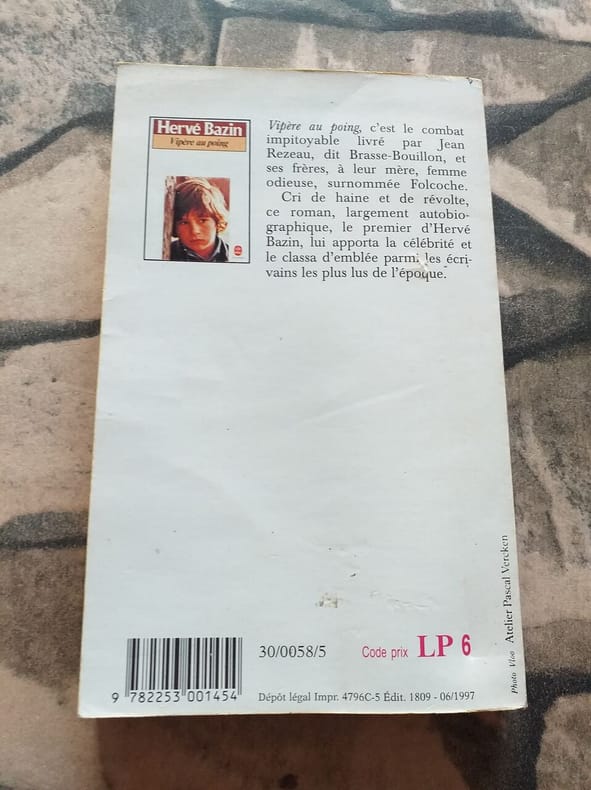 Hervé Bazin
Vipère au poing
Vipère au poing, c'est le combat
impitoyable livré par Jean
Rezeau, dit Brasse-Bouillon, et
ses frères, à leur mère, femme
odieuse, surnommée Folcoche.
Cri de haine et de révolte,
ce roman, largement autobio-
graphique, le premier d'Hervé
Bazin, lui apporta la célébrité et
le classa d'emblée parmi les écri-
vains les plus lus de l'époque.
Photo Vloo Atelier Pascal Vercken
30/0058/5
Code prix LP 6
9 782253 001454
Dépôt légal Impr. 4796C-5 Édit. 1809 - 06/1997